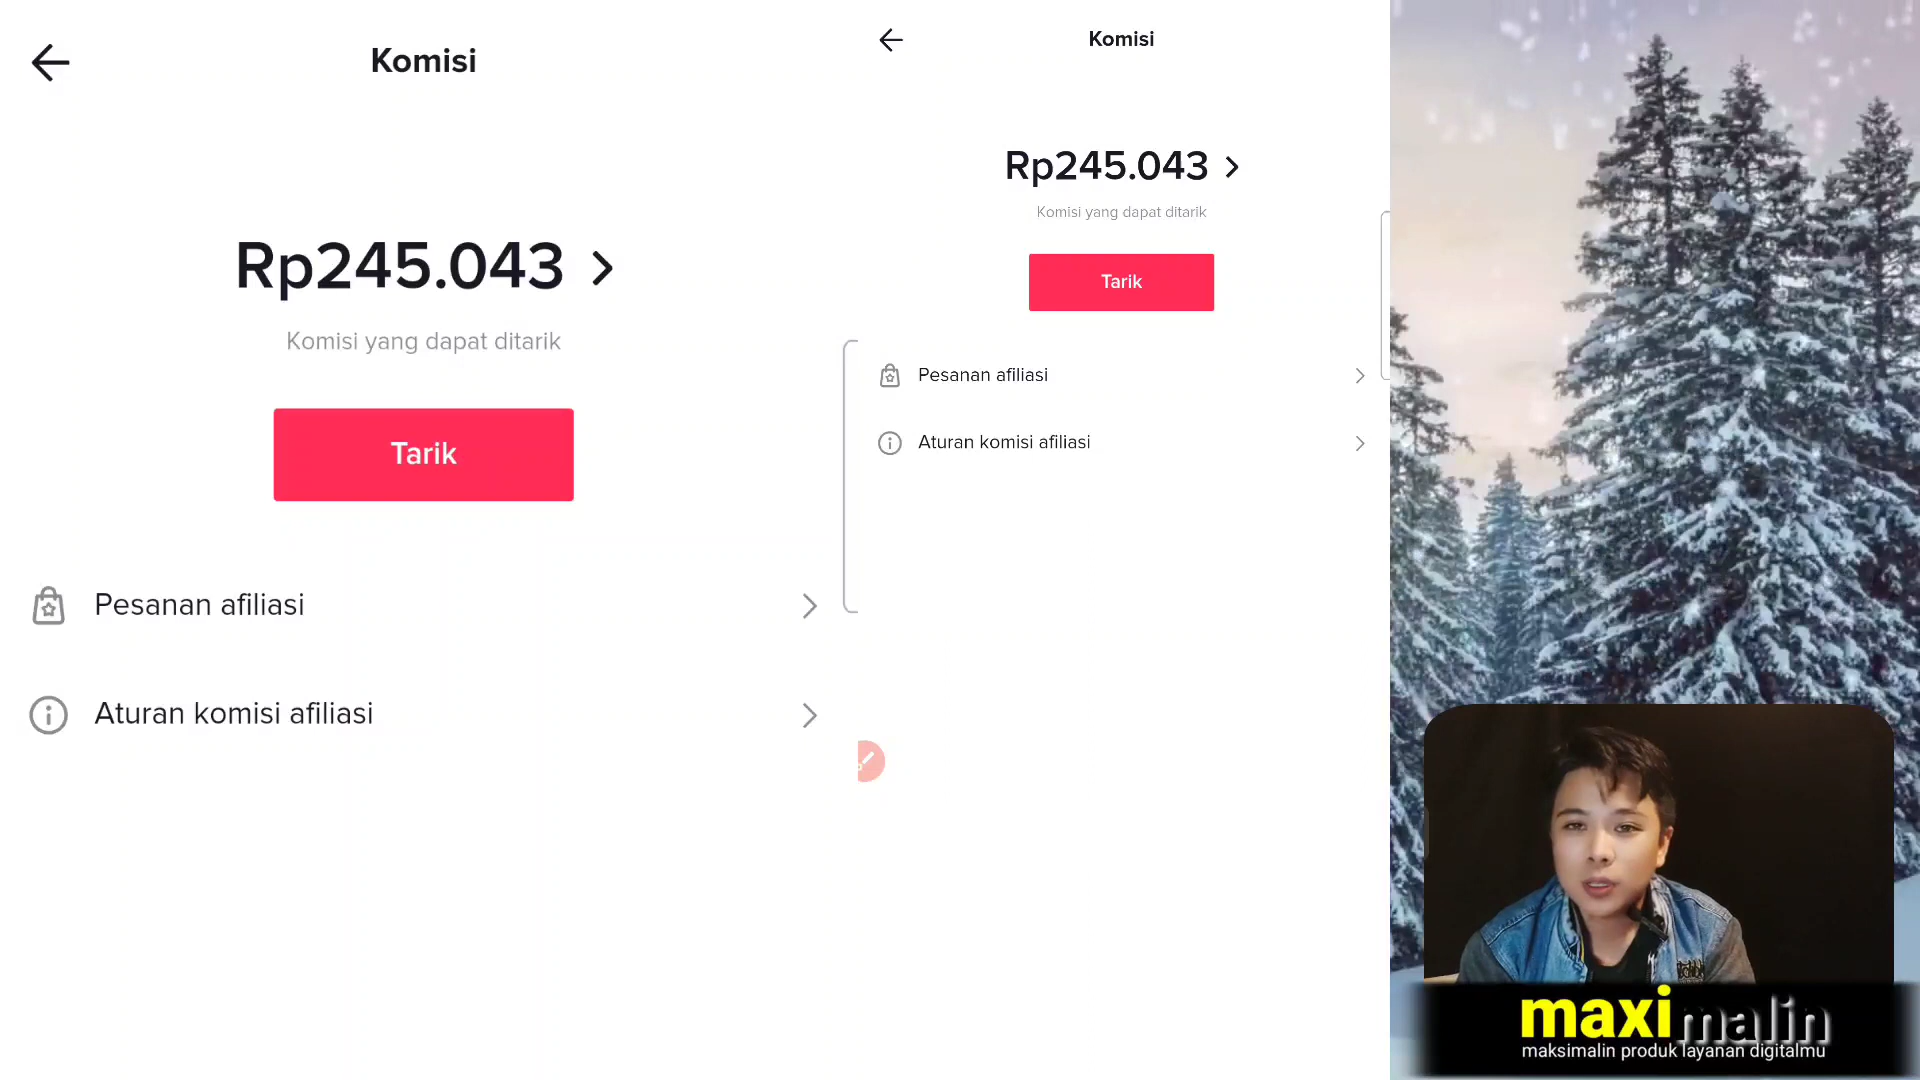 Komisi
Rp245.043
Komisi yang dapat ditarik
Tarik
Pesanan afiliasi
Aturan komisi afiliasi
Komisi
Rp245.043
Komisi yang dapat ditarik
Tarik
Pesanan afiliasi
Aturan komisi afiliasi
maximalin
maksimalin produk layanan digitalmu